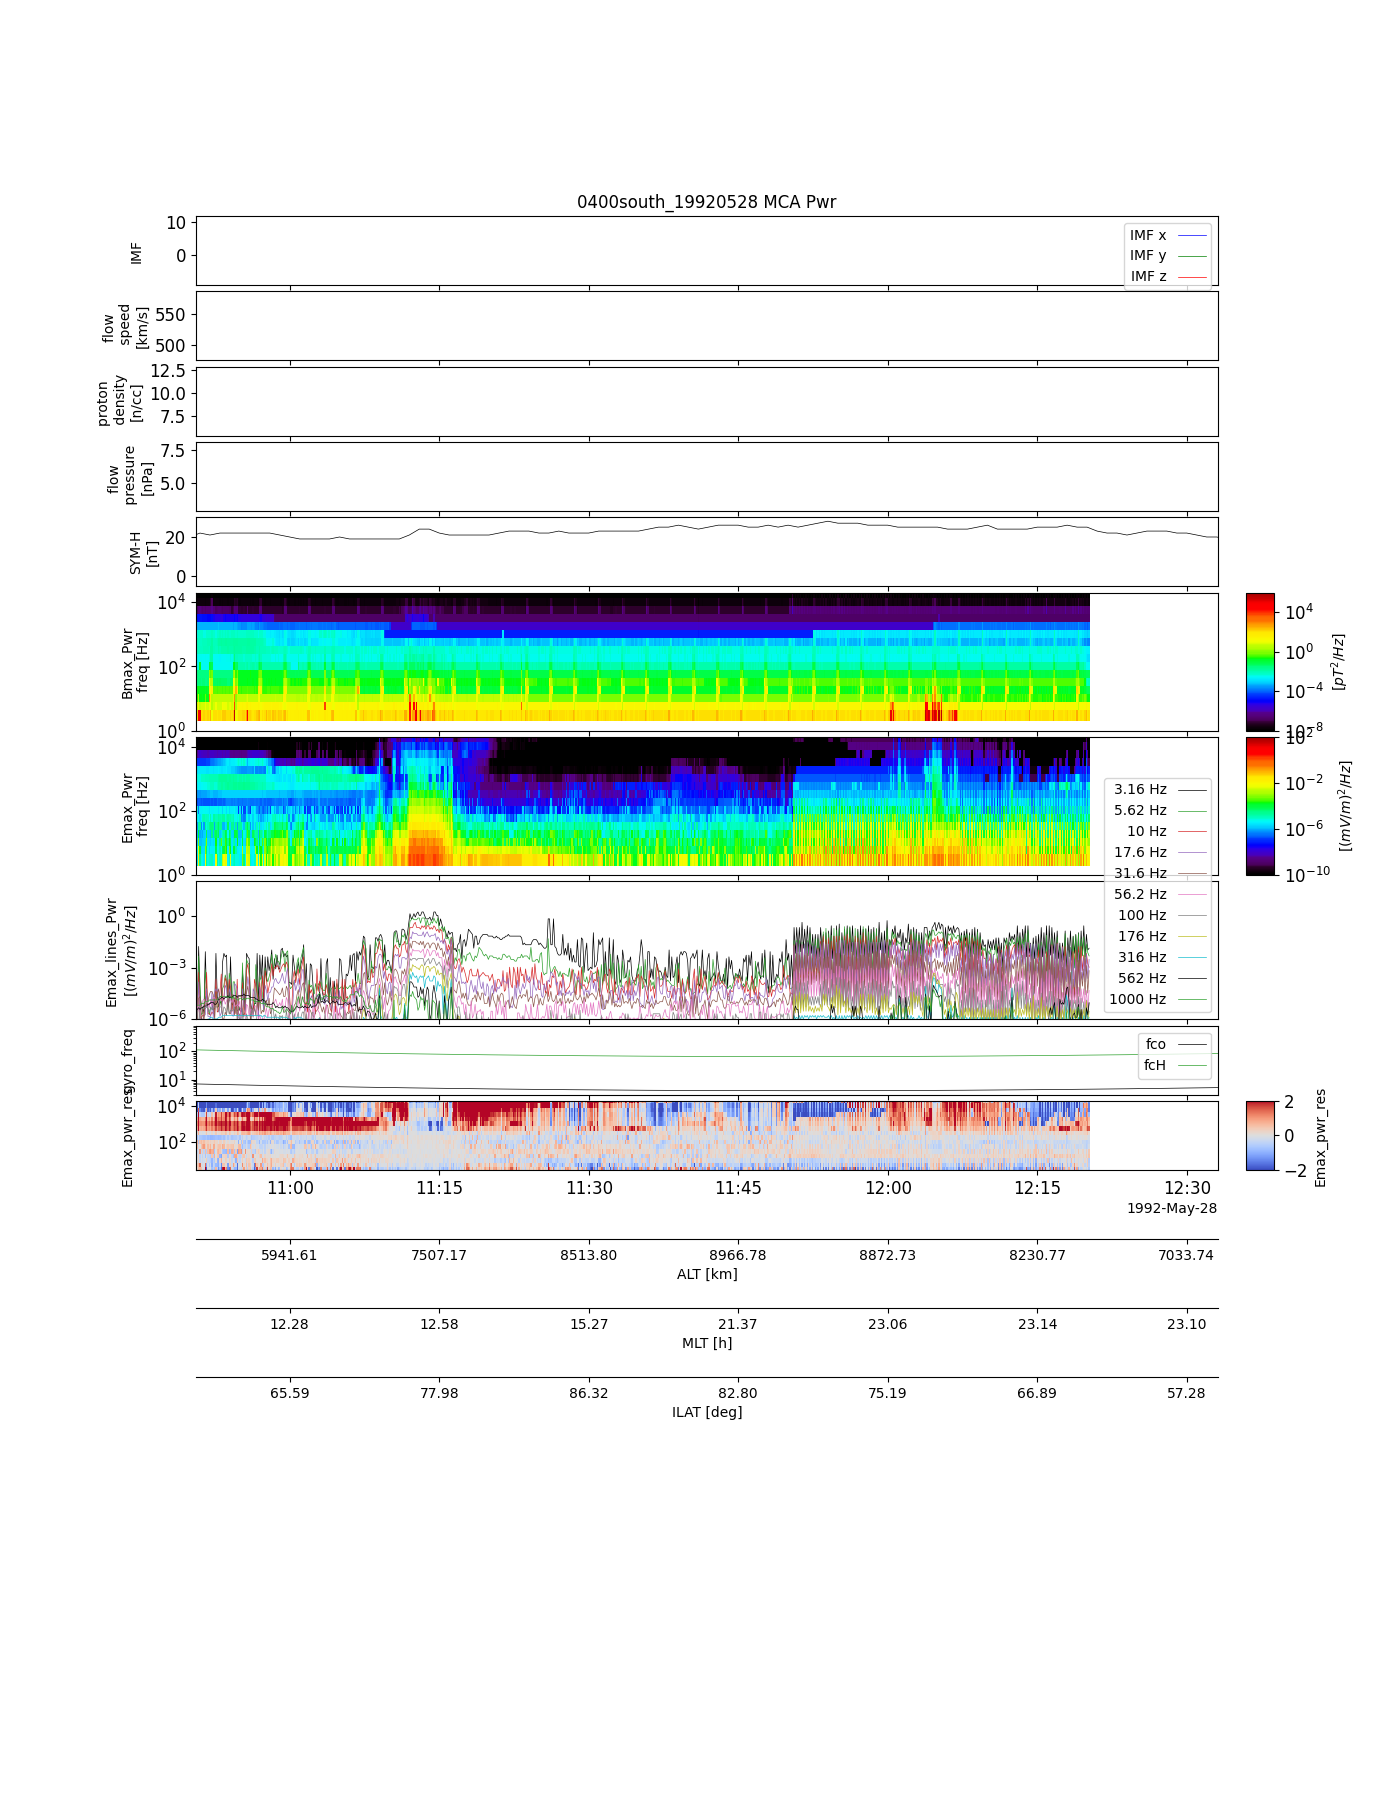 0400south_19920528 MCA Pwr
10
0
IMF
IMF x
IMF y
IMF z
550
500
flow
speed
[km/s]
12.5
10.0
7.5
proton
density
[n/cc]
7.5
5.0
flow
pressure
[nPa]
20
0
SYM-H
[nT]
10^4
10^2
10^0
Bmax_Pwr
freq [Hz]
10^4
10^0
10^-4
10^-8
[pT^2/Hz]
10^4
10^2
10^0
Emax_Pwr
freq [Hz]
10^2
10^-2
10^-6
10^-10
[(mV/m)^2/Hz]
3.16 Hz
5.62 Hz
10 Hz
17.6 Hz
31.6 Hz
56.2 Hz
100 Hz
176 Hz
316 Hz
562 Hz
1000 Hz
10^0
10^-3
10^-6
Emax_lines_Pwr
[(mV/m)^2/Hz]
10^2
10^1
gyro_freq
fco
fcH
10^4
10^2
Emax_pwr_res
2
0
−2
Emax_pwr_res
11:00 11:15 11:30 11:45 12:00 12:15 12:30
1992-May-28
5941.61 7507.17 8513.80 8966.78 8872.73 8230.77 7033.74
ALT [km]
12.28 12.58 15.27 21.37 23.06 23.14 23.10
MLT [h]
65.59 77.98 86.32 82.80 75.19 66.89 57.28
ILAT [deg]